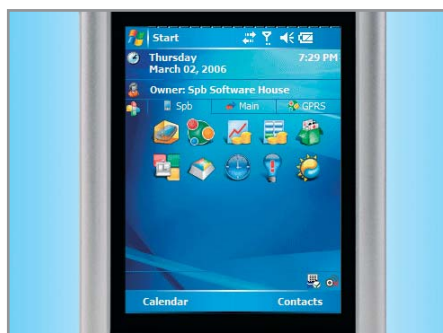 Start
Thursday 7:29 PM
March 02, 2006
Owner: Spb Software House
Spb Main GPRS
Calendar Contacts